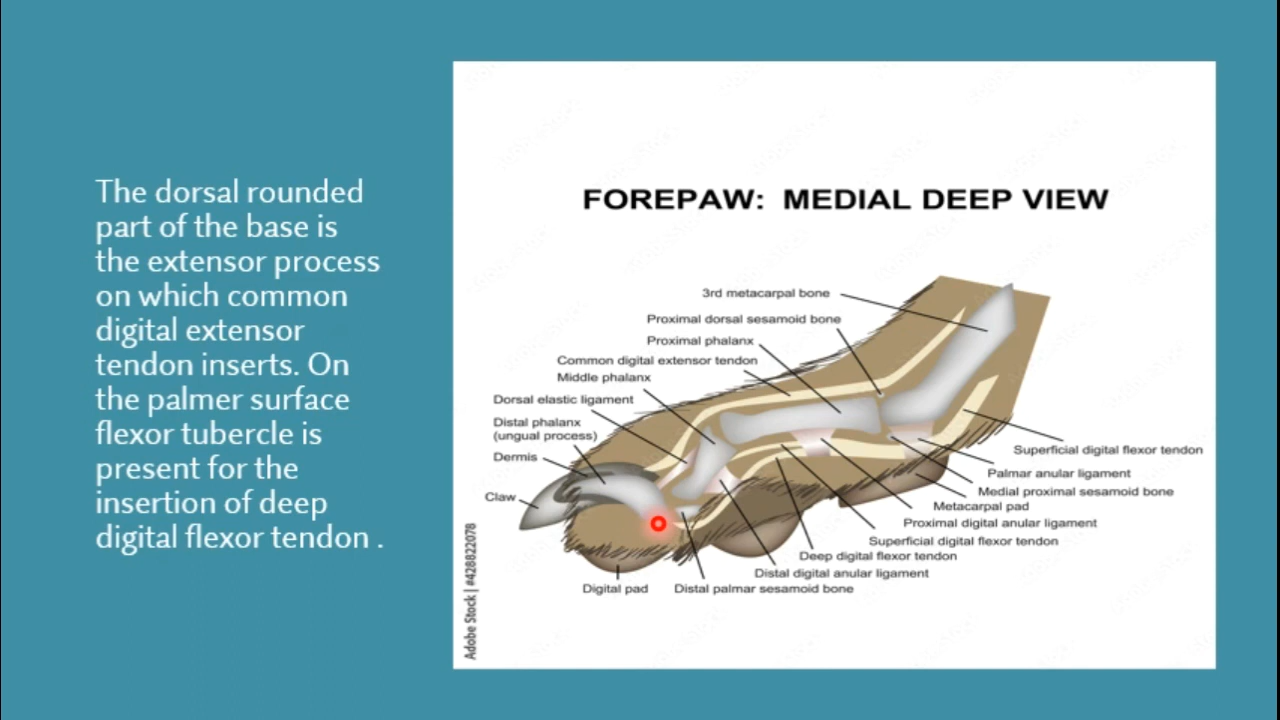 The dorsal rounded
part of the base is
the extensor process
on which common
digital extensor
tendon inserts. On
the palmer surface
flexor tubercle is
present for the
insertion of deep
digital flexor tendon .
FOREPAW: MEDIAL DEEP VIEW
3rd metacarpal bone
Proximal dorsal sesamoid bone
Proximal phalanx
Common digital extensor tendon
Middle phalanx
Dorsal elastic ligament
Distal phalanx
(ungual process)
Dermis
Claw
Digital pad
Distal palmar sesamoid bone
Distal digital anular ligament
Deep digital flexor tendon
Superficial digital flexor tendon
Proximal digital anular ligament
Metacarpal pad
Medial proximal sesamoid bone
Palmar anular ligament
Superficial digital flexor tendon
Adobe Stock | #428822078